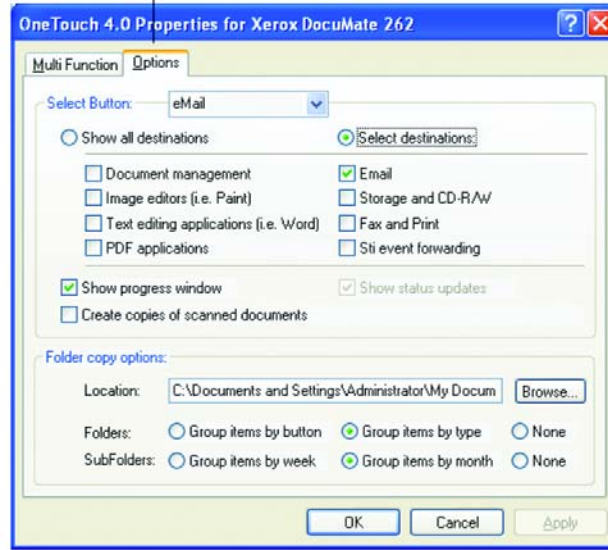 OneTouch 4.0 Properties for Xerox DocuMate 262
Multi Function Options
Select Button: eMail
Show all destinations Select destinations:
Document management Email
Image editors (i.e. Paint) Storage and CD-R/W
Text editing applications (i.e. Word) Fax and Print
PDF applications Sti event forwarding
Show progress window Show status updates
Create copies of scanned documents
Folder copy options:
Location: C:\Documents and Settings\Administrator\My Docum Browse...
Folders: Group items by button Group items by type None
SubFolders: Group items by week Group items by month None
OK Cancel Apply